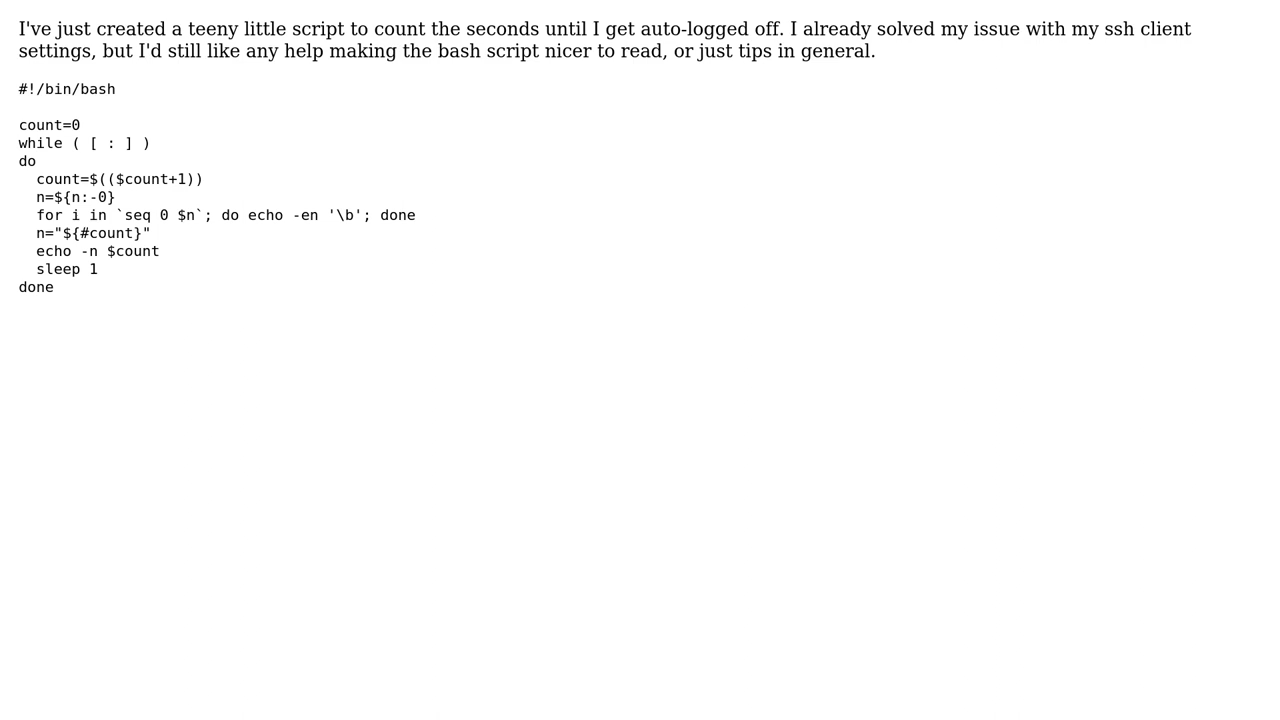 I've just created a teeny little script to count the seconds until I get auto-logged off. I already solved my issue with my ssh client
settings, but I'd still like any help making the bash script nicer to read, or just tips in general.
#!/bin/bash
count=0
while ( [ : ] )
do
  count=$(($count+1))
  n=${n:-0}
  for i in `seq 0 $n`; do echo -en '\b'; done
  n="${#count}"
  echo -n $count
  sleep 1
done